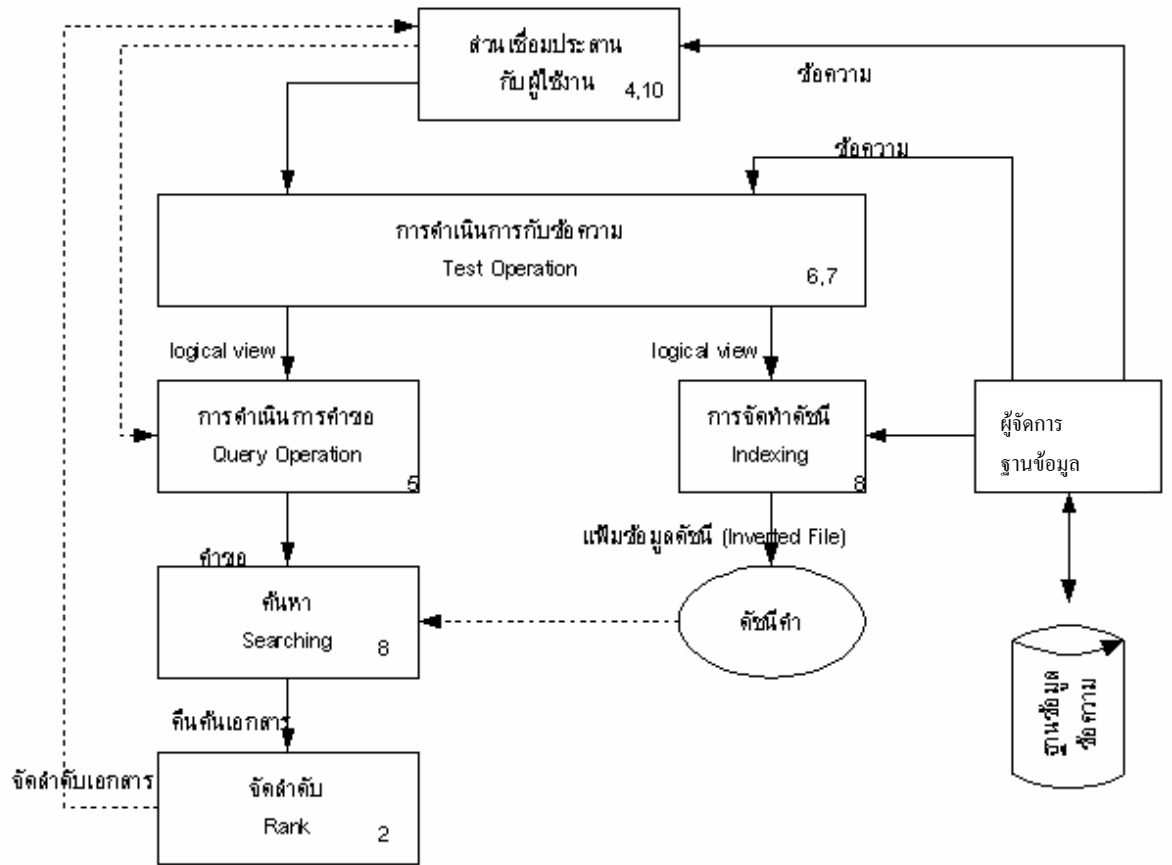 ส่วนเชื่อมประสาน
กับผู้ใช้งาน
4,10
ข้อความ
ข้อความ
การดำเนินการกับข้อความ
Test Operation
6,7
logical view
logical view
การดำเนินการคำขอ
Query Operation
5
การจัดทำดัชนี
Indexing
8
ผู้จัดการ
ฐานข้อมูล
คำขอ
แฟ้มข้อมูลดัชนี (Inverted File)
ค้นหา
Searching
8
ดัชนีคำ
ฐานข้อมูล
ข้อความ
คืนค้นเอกสาร
จัดลำดับเอกสาร
จัดลำดับ
Rank
2